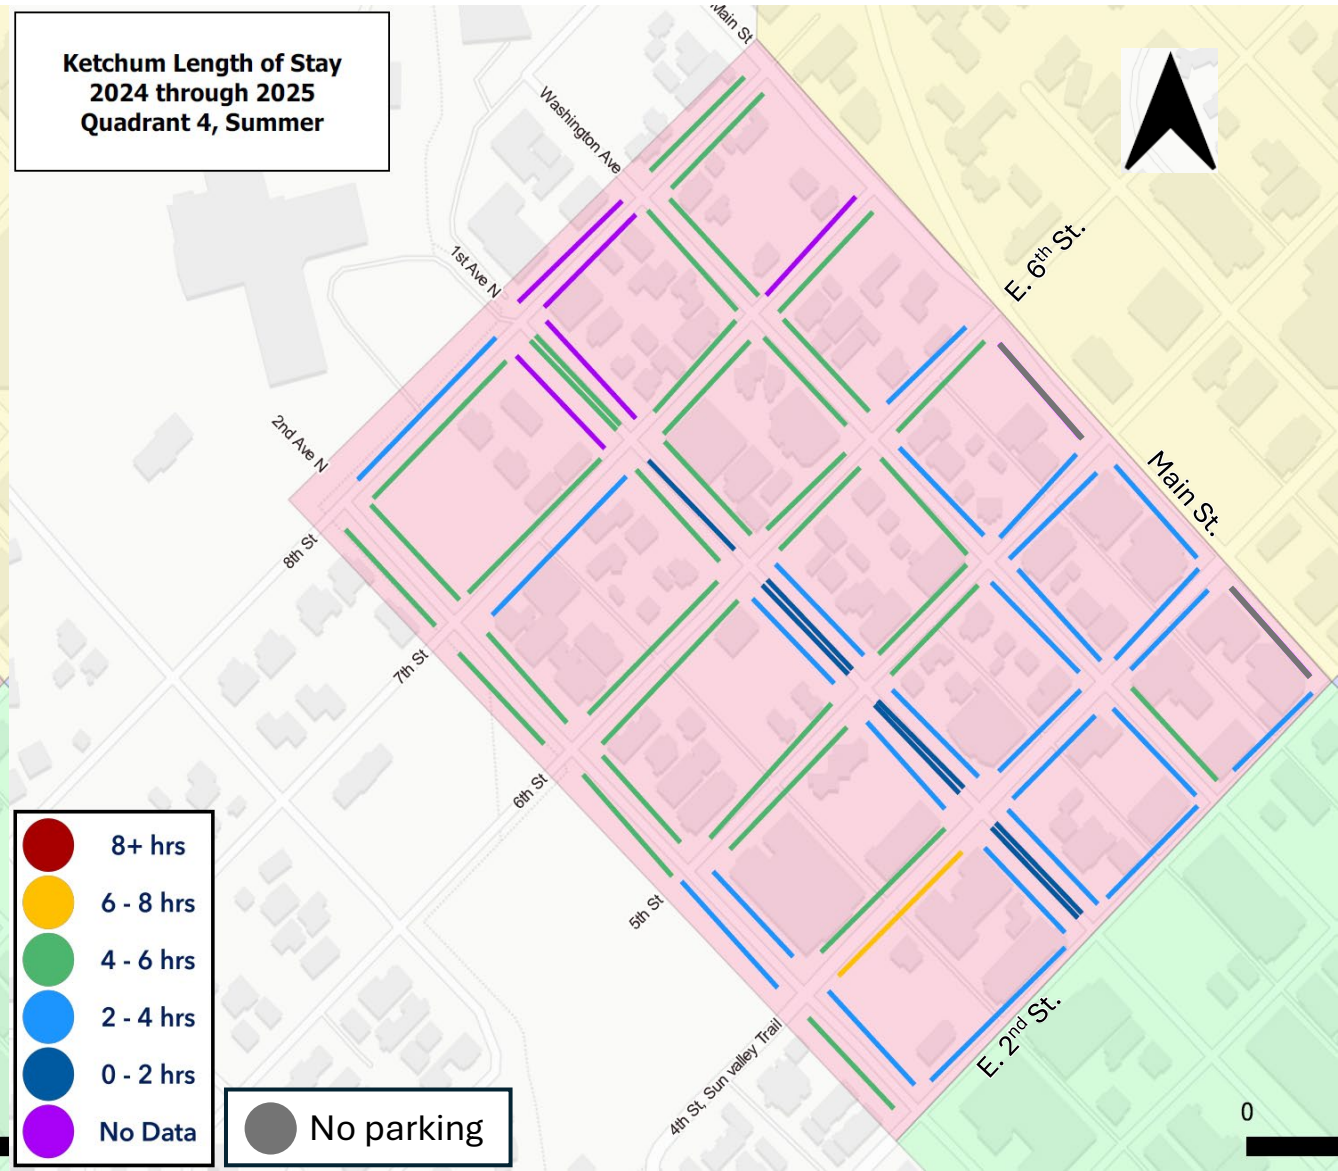 Ketchum Length of Stay
2024 through 2025
Quadrant 4, Summer
Main St
Washington Ave
1st Ave N
2nd Ave N
8th St
7th St
6th St
5th St
4th St, Sun valley Trail
E. 6th St.
Main St.
E. 2nd St.
8+ hrs
6 - 8 hrs
4 - 6 hrs
2 - 4 hrs
0 - 2 hrs
No Data
No parking
0